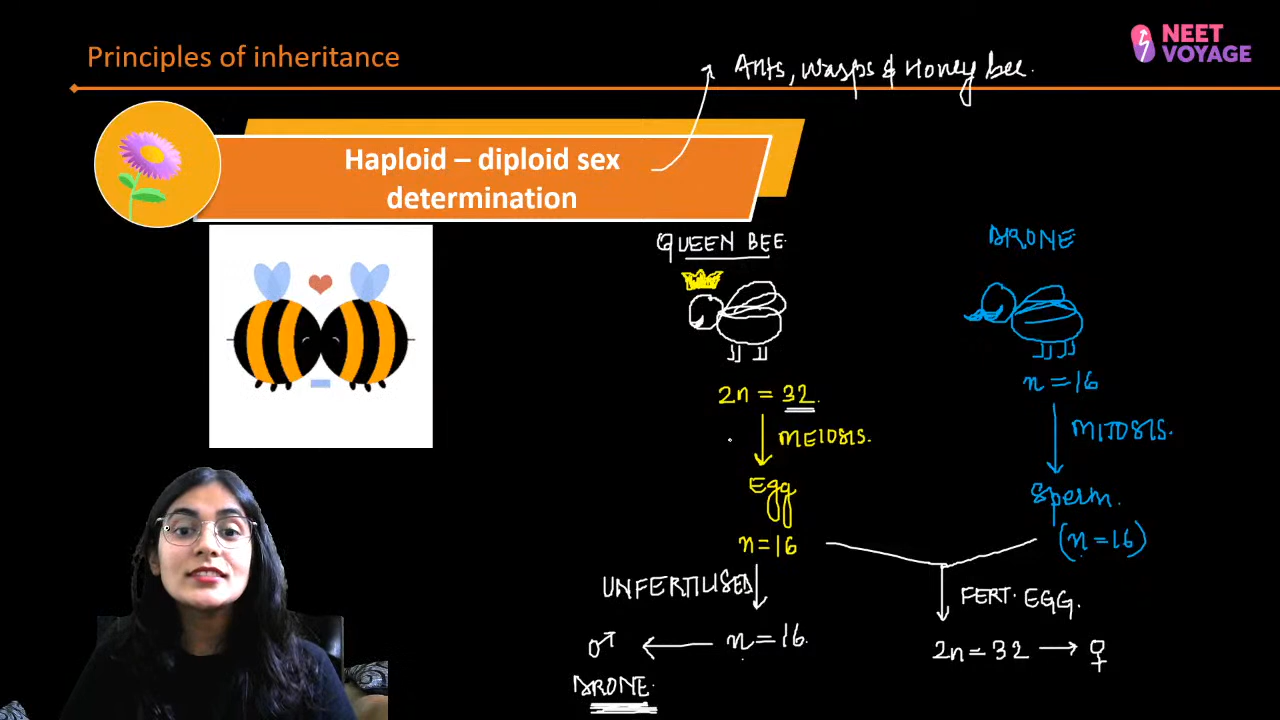 Principles of inheritance
NEET
VOYAGE
Ants, Wasps & Honey bee.
Haploid – diploid sex
determination
QUEEN BEE
DRONE
2n = 32.
n = 16
MEIOSIS.
MITOSIS.
Egg
Sperm.
n = 16
(n = 16)
UNFERTILISED
FERT. EGG.
♂ ← n = 16.
2n = 32 → ♀
DRONE.